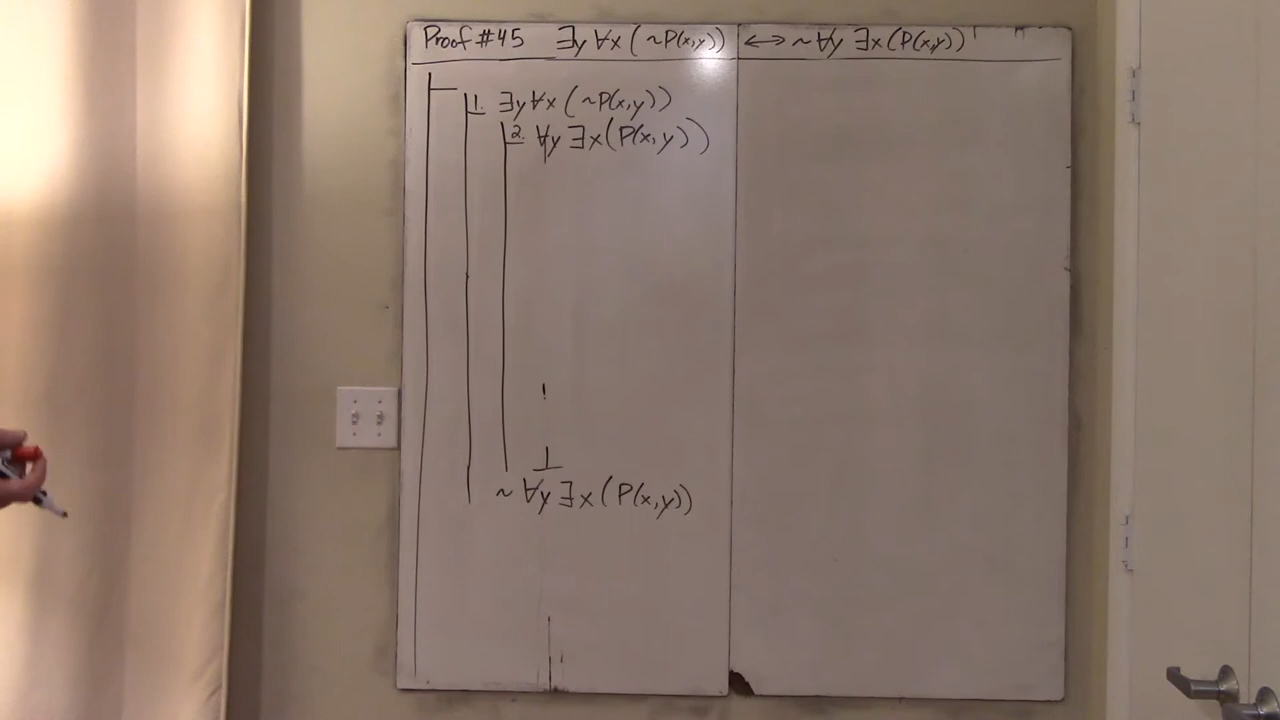 Proof #45 ∃y ∀x (~P(x,y)) ⟷ ~∀y ∃x (P(x,y))
1. ∃y ∀x (~P(x,y))
2. ∀y ∃x (P(x,y))
⊥
~ ∀y ∃x (P(x,y))